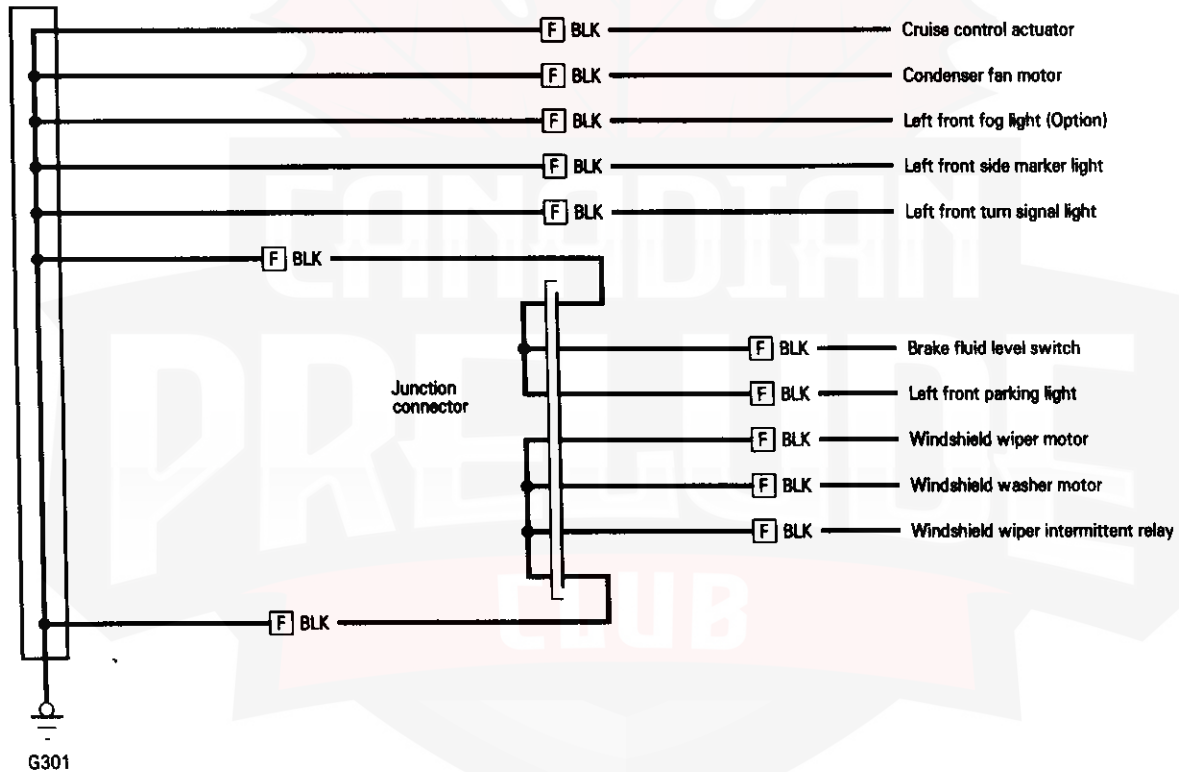 F BLK Cruise control actuator
F BLK Condenser fan motor
F BLK Left front fog light (Option)
F BLK Left front side marker light
F BLK Left front turn signal light
F BLK
F BLK Brake fluid level switch
Junction
connector
F BLK Left front parking light
F BLK Windshield wiper motor
F BLK Windshield washer motor
F BLK Windshield wiper intermittent relay
F BLK
G301
CANADIAN
PRELUDE
CLUB